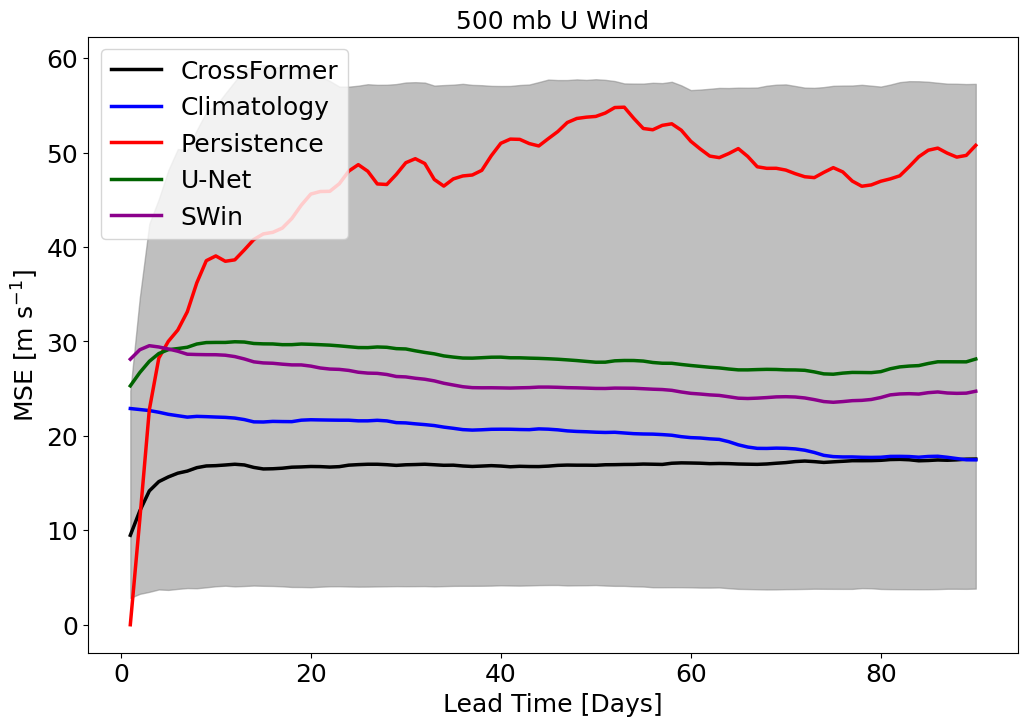 500 mb U Wind
CrossFormer
Climatology
Persistence
U-Net
SWin
MSE [m s⁻¹]
60
50
40
30
20
10
0
0 20 40 60 80
Lead Time [Days]